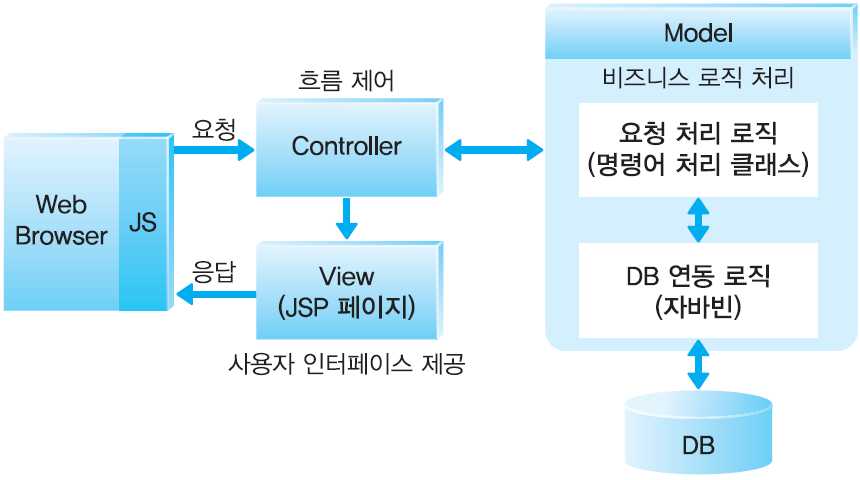 Model
비즈니스 로직 처리
흐름 제어
요청
Controller
요청 처리 로직
(명령어 처리 클래스)
Web
Browser
JS
응답
View
(JSP 페이지)
사용자 인터페이스 제공
DB 연동 로직
(자바빈)
DB